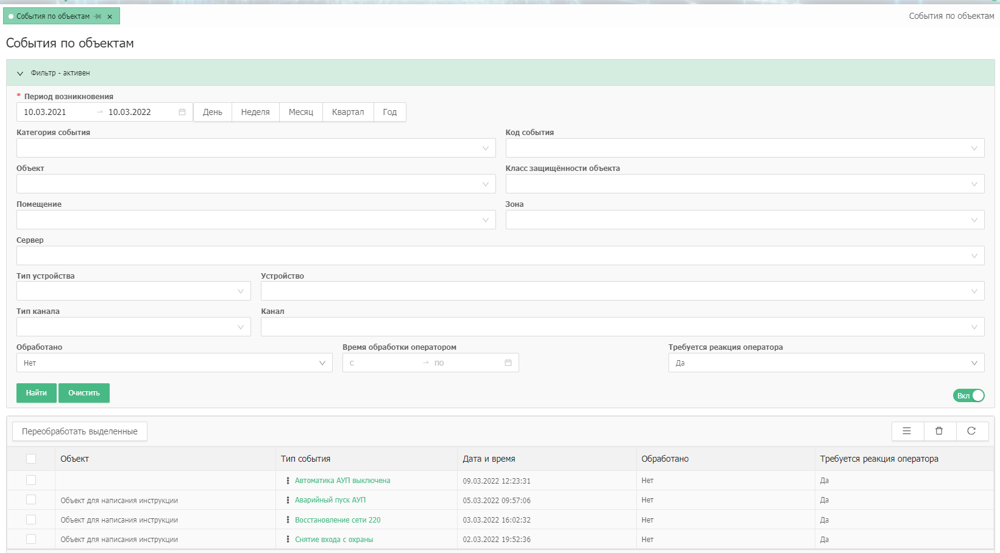 События по объектам
События по объектам
События по объектам
Фильтр - активен
* Период возникновения
10.03.2021 → 10.03.2022 День Неделя Месяц Квартал Год
Категория события Код события
Объект Класс защищённости объекта
Помещение Зона
Сервер
Тип устройства Устройство
Тип канала Канал
Обработано Время обработки оператором Требуется реакция оператора
Нет с → по Да
Найти Очистить Вкл
Переобработать выделенные
Объект Тип события Дата и время Обработано Требуется реакция оператора
Автоматика АУП выключена 09.03.2022 12:23:31 Нет Да
Объект для написания инструкции Аварийный пуск АУП 05.03.2022 09:57:06 Нет Да
Объект для написания инструкции Восстановление сети 220 03.03.2022 16:02:32 Нет Да
Объект для написания инструкции Снятие входа с охраны 02.03.2022 19:52:36 Нет Да